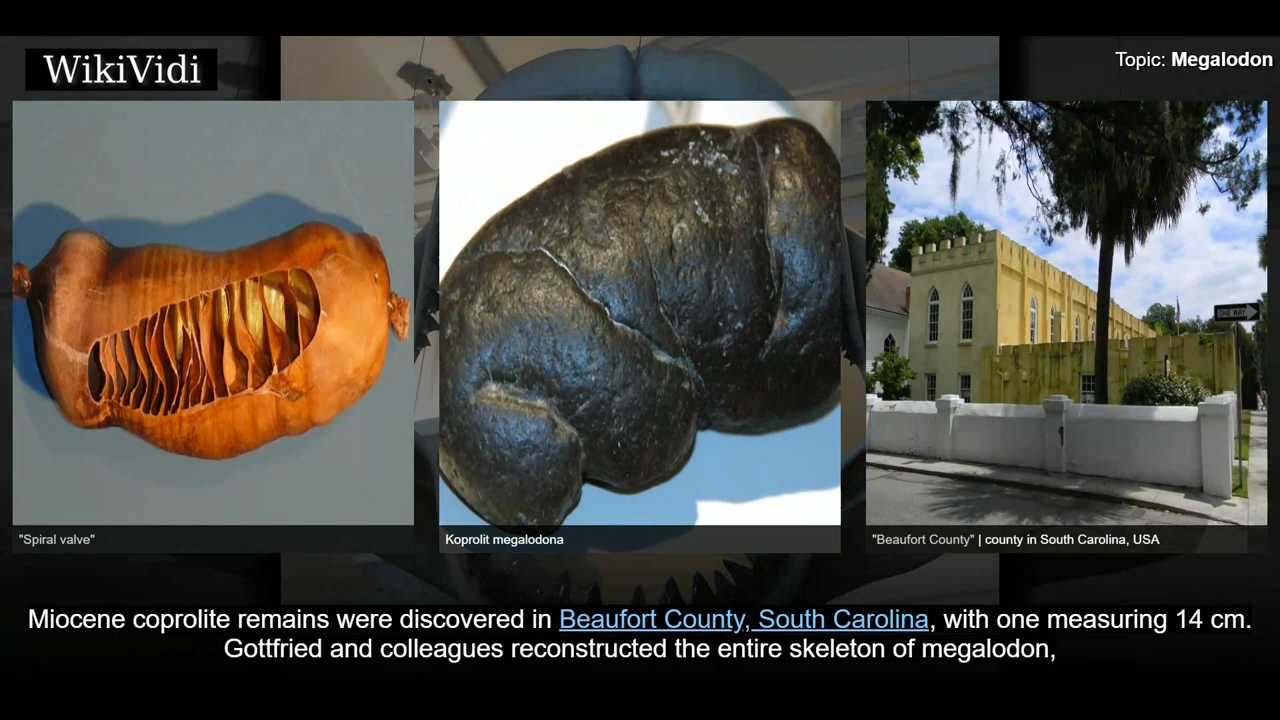 WikiVidi
Topic: Megalodon
ONE WAY
"Spiral valve"
Koprolit megalodona
"Beaufort County" | county in South Carolina, USA
Miocene coprolite remains were discovered in Beaufort County, South Carolina, with one measuring 14 cm.
Gottfried and colleagues reconstructed the entire skeleton of megalodon,